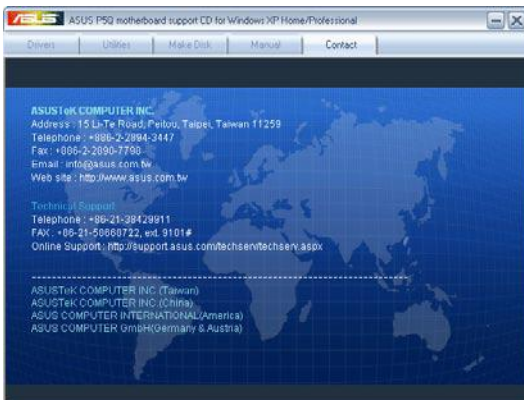 ASUS ASUS P5Q motherboard support CD for Windows XP Home/Professional
Drivers Utilities Make Disk Manual Contact
ASUSTeK COMPUTER INC.
Address : 15 Li-Te Road, Peitou, Taipei, Taiwan 11259
Telephone : +886-2-2894-3447
Fax : +886-2-2890-7798
Email : info@asus.com.tw
Web site : http://www.asus.com.tw
Technical Support
Telephone : +86-21-38429911
FAX : +86-21-58668722, ext. 9101#
Online Support : http://support.asus.com/techserv/techserv.aspx
ASUSTeK COMPUTER INC.(Taiwan)
ASUSTeK COMPUTER INC.(China)
ASUS COMPUTER INTERNATIONAL(America)
ASUS COMPUTER GmbH(Germany & Austria)